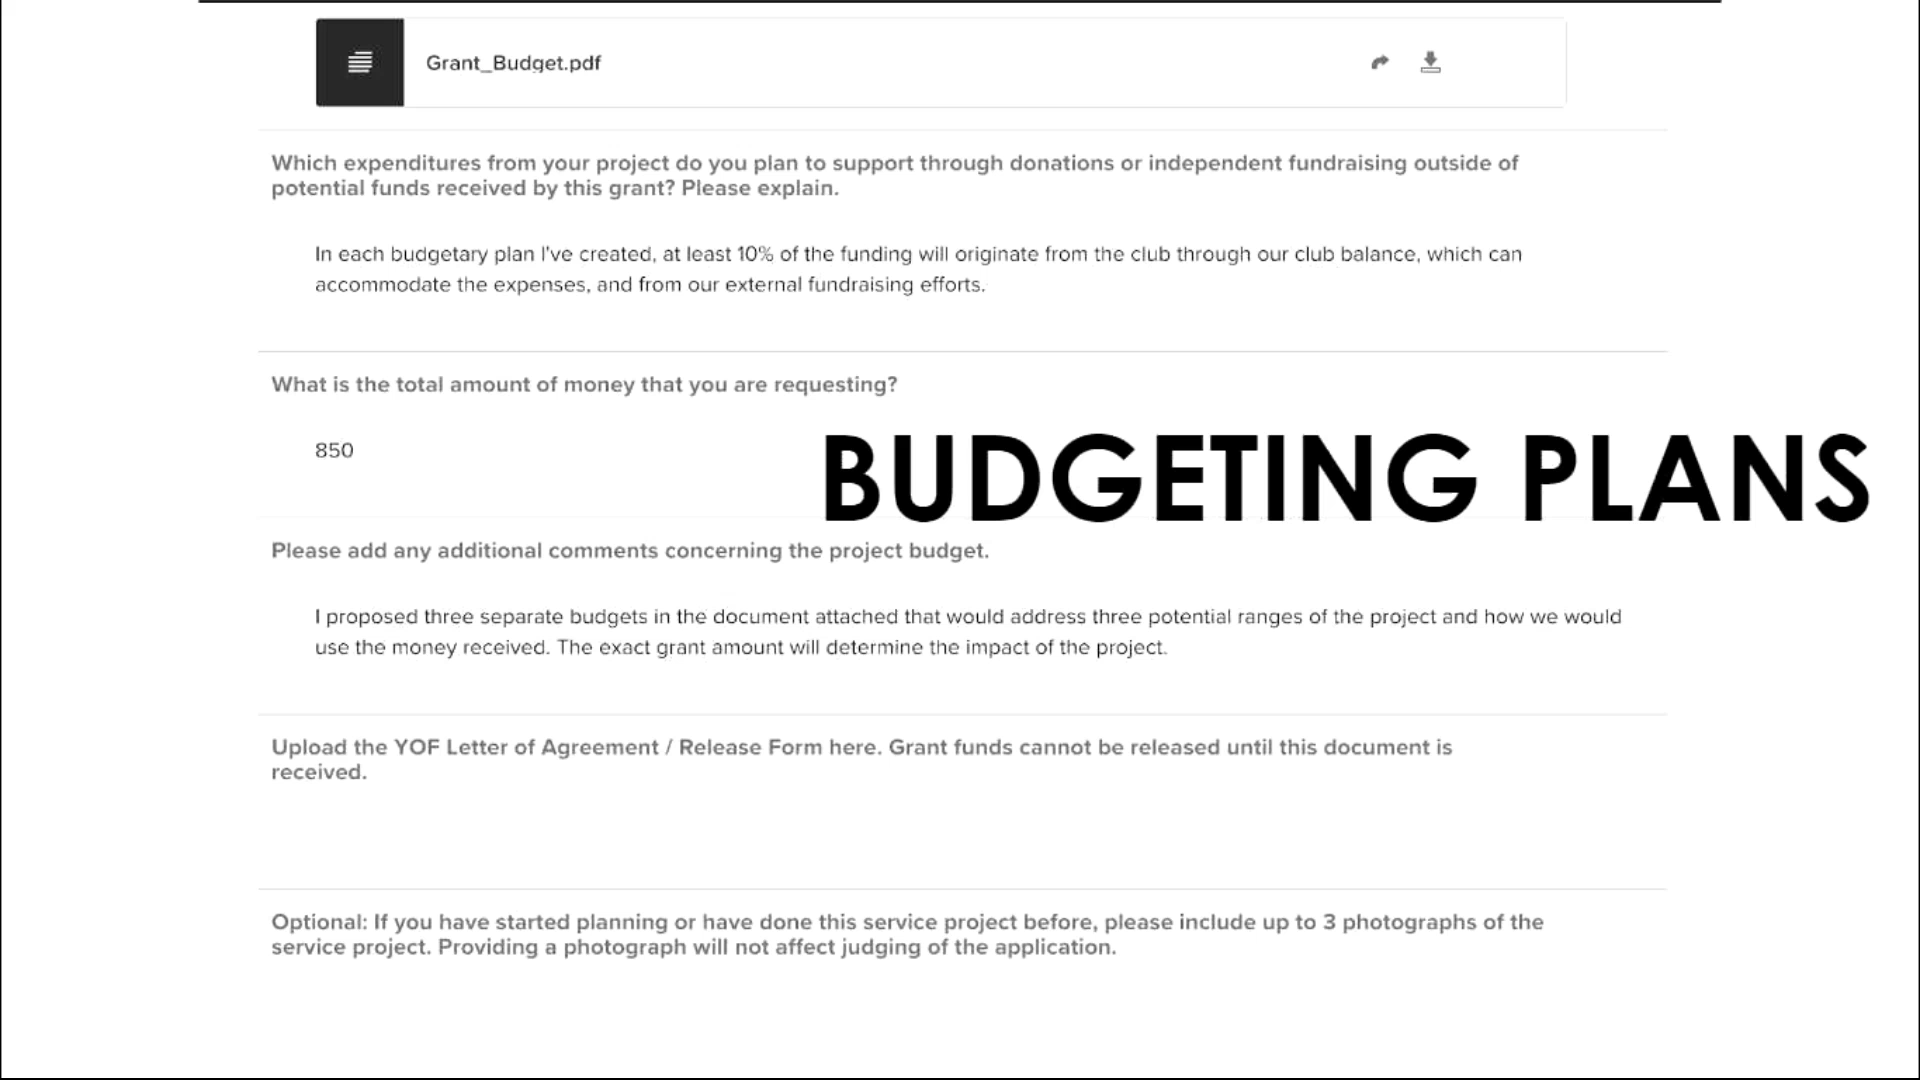 Grant_Budget.pdf
Which expenditures from your project do you plan to support through donations or independent fundraising outside of
potential funds received by this grant? Please explain.
In each budgetary plan I've created, at least 10% of the funding will originate from the club through our club balance, which can
accommodate the expenses, and from our external fundraising efforts.
What is the total amount of money that you are requesting?
850
BUDGETING PLANS
Please add any additional comments concerning the project budget.
I proposed three separate budgets in the document attached that would address three potential ranges of the project and how we would
use the money received. The exact grant amount will determine the impact of the project.
Upload the YOF Letter of Agreement / Release Form here. Grant funds cannot be released until this document is
received.
Optional: If you have started planning or have done this service project before, please include up to 3 photographs of the
service project. Providing a photograph will not affect judging of the application.